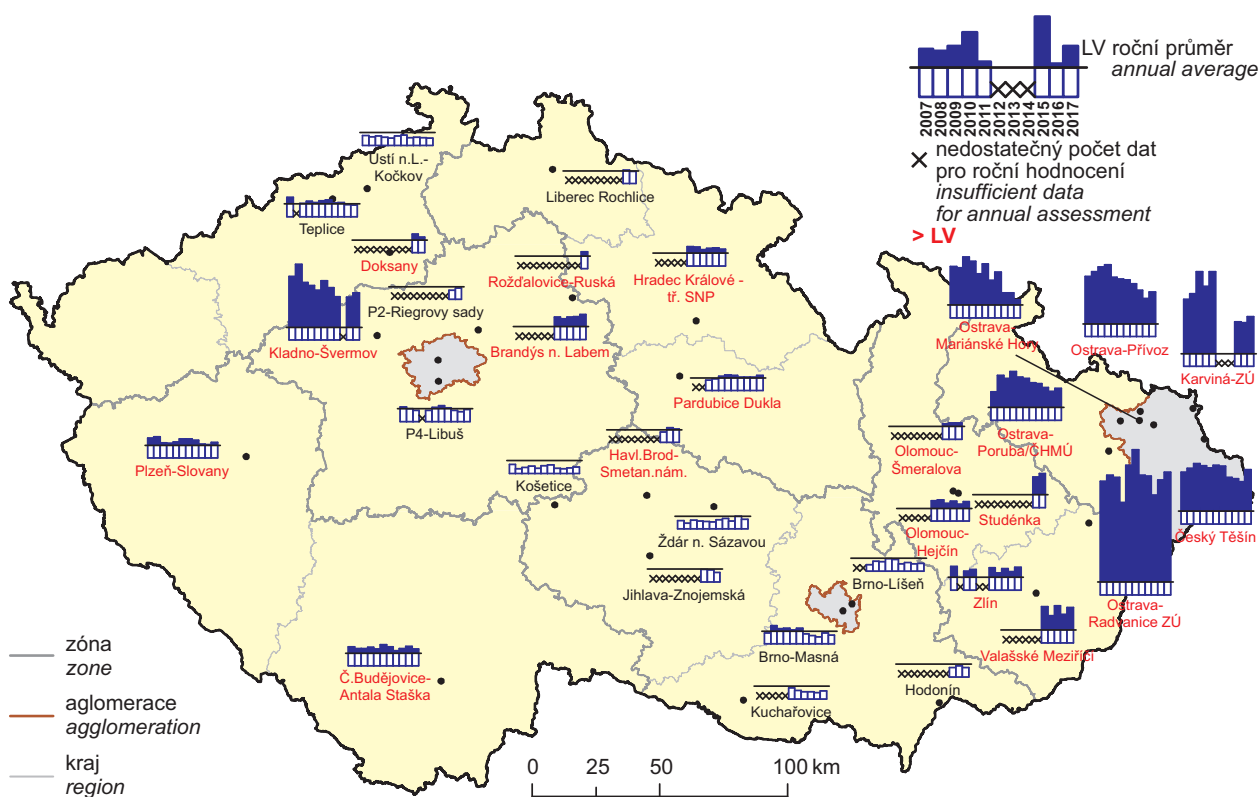 LV roční průměr
annual average
2007
2008
2009
2010
2011
2012
2013
2014
2015
2016
2017
nedostatečný počet dat
pro roční hodnocení
insufficient data
for annual assessment
> LV
Ústí n.L.-
Kočkov
Liberec Rochlice
Teplice
Doksany
Rožďalovice-Ruská
Hradec Králové -
tř. SNP
P2-Riegrovy sady
Kladno-Švermov
Brandýs n. Labem
Ostrava-
Mariánské Hory
Ostrava-Přívoz
Karviná-ZÚ
Pardubice Dukla
P4-Libuš
Plzeň-Slovany
Havl.Brod-
Smetan.nám.
Olomouc-
Šmeralova
Ostrava-
Poruba/ČHMÚ
Košetice
Studénka
Olomouc-
Hejčín
Český Těšín
Ždár n. Sázavou
Jihlava-Znojemská
Brno-Líšeň
Zlín
Ostrava-
Radvanice ZÚ
Brno-Masná
Valašské Meziříčí
Č.Budějovice-
Antala Staška
Hodonín
Kuchařovice
zóna
zone
aglomerace
agglomeration
kraj
region
0 25 50 100 km